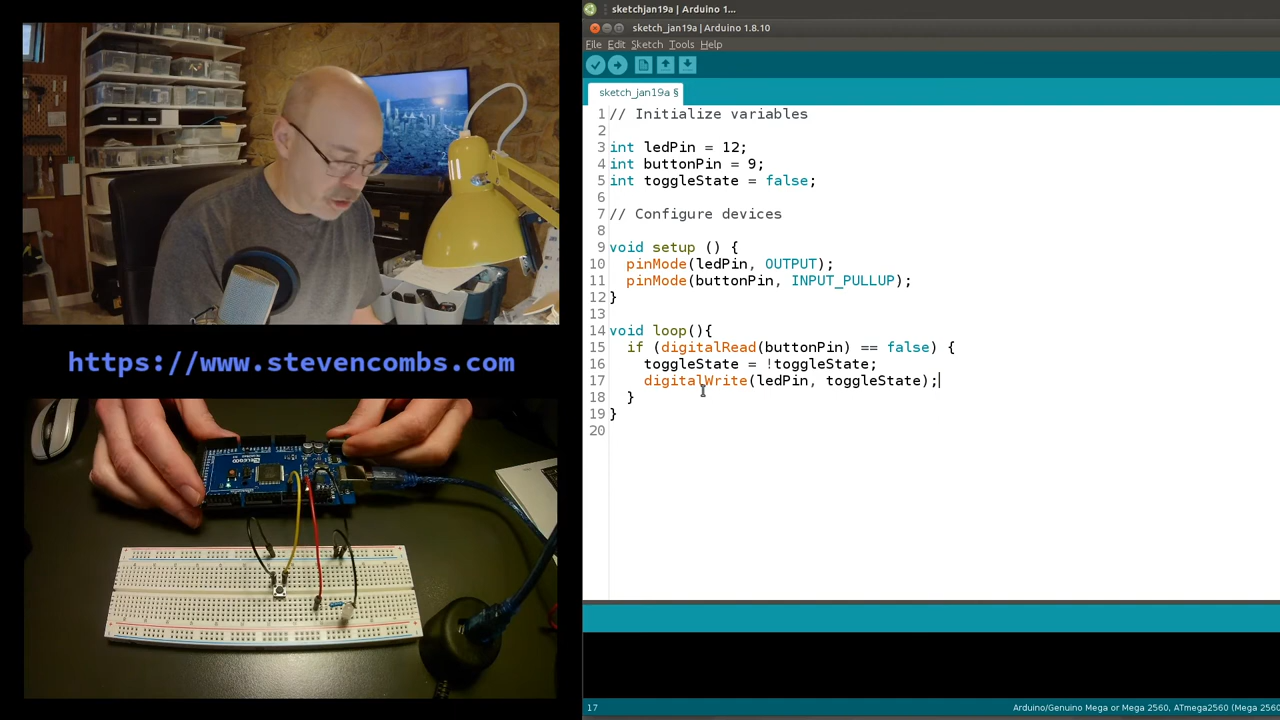 sketchjan19a | Arduino 1...
sketch_jan19a | Arduino 1.8.10
File Edit Sketch Tools Help
sketch_jan19a §
1 // Initialize variables
2
3 int ledPin = 12;
4 int buttonPin = 9;
5 int toggleState = false;
6
7 // Configure devices
8
9 void setup () {
10 pinMode(ledPin, OUTPUT);
11 pinMode(buttonPin, INPUT_PULLUP);
12 }
13
14 void loop(){
15 if (digitalRead(buttonPin) == false) {
16 toggleState = !toggleState;
17 digitalWrite(ledPin, toggleState);
18 }
19 }
20
17
Arduino/Genuino Mega or Mega 2560, ATmega2560 (Mega 2560
https://www.stevencombs.com